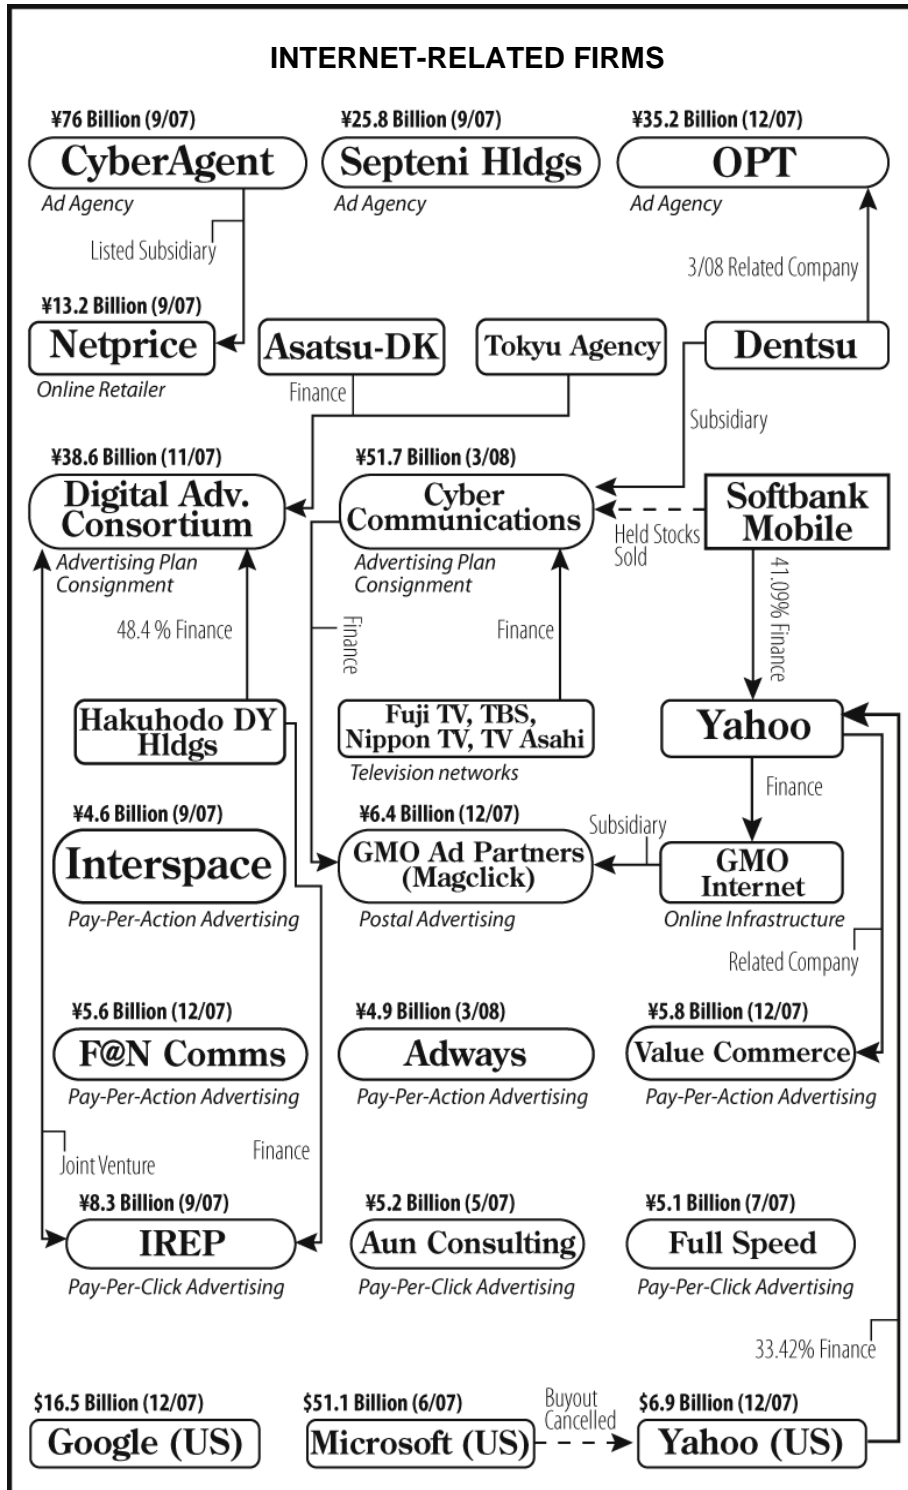 INTERNET-RELATED FIRMS
¥76 Billion (9/07)
CyberAgent
Ad Agency
¥25.8 Billion (9/07)
Septeni Hldgs
Ad Agency
¥35.2 Billion (12/07)
OPT
Ad Agency
Listed Subsidiary
3/08 Related Company
¥13.2 Billion (9/07)
Netprice
Online Retailer
Asatsu-DK
Tokyu Agency
Dentsu
Finance
Subsidiary
¥38.6 Billion (11/07)
Digital Adv.
Consortium
Advertising Plan
Consignment
¥51.7 Billion (3/08)
Cyber
Communications
Advertising Plan
Consignment
Softbank
Mobile
Held Stocks
Sold
41.09% Finance
48.4 % Finance
Finance
Finance
Hakuhodo DY
Hldgs
Fuji TV, TBS,
Nippon TV, TV Asahi
Television networks
Yahoo
Finance
¥4.6 Billion (9/07)
Interspace
Pay-Per-Action Advertising
¥6.4 Billion (12/07)
GMO Ad Partners
(Magclick)
Postal Advertising
Subsidiary
GMO
Internet
Online Infrastructure
Related Company
¥5.6 Billion (12/07)
F@N Comms
Pay-Per-Action Advertising
¥4.9 Billion (3/08)
Adways
Pay-Per-Action Advertising
¥5.8 Billion (12/07)
Value Commerce
Pay-Per-Action Advertising
Joint Venture
Finance
¥8.3 Billion (9/07)
IREP
Pay-Per-Click Advertising
¥5.2 Billion (5/07)
Aun Consulting
Pay-Per-Click Advertising
¥5.1 Billion (7/07)
Full Speed
Pay-Per-Click Advertising
33.42% Finance
$16.5 Billion (12/07)
Google (US)
$51.1 Billion (6/07)
Microsoft (US)
Buyout
Cancelled
$6.9 Billion (12/07)
Yahoo (US)